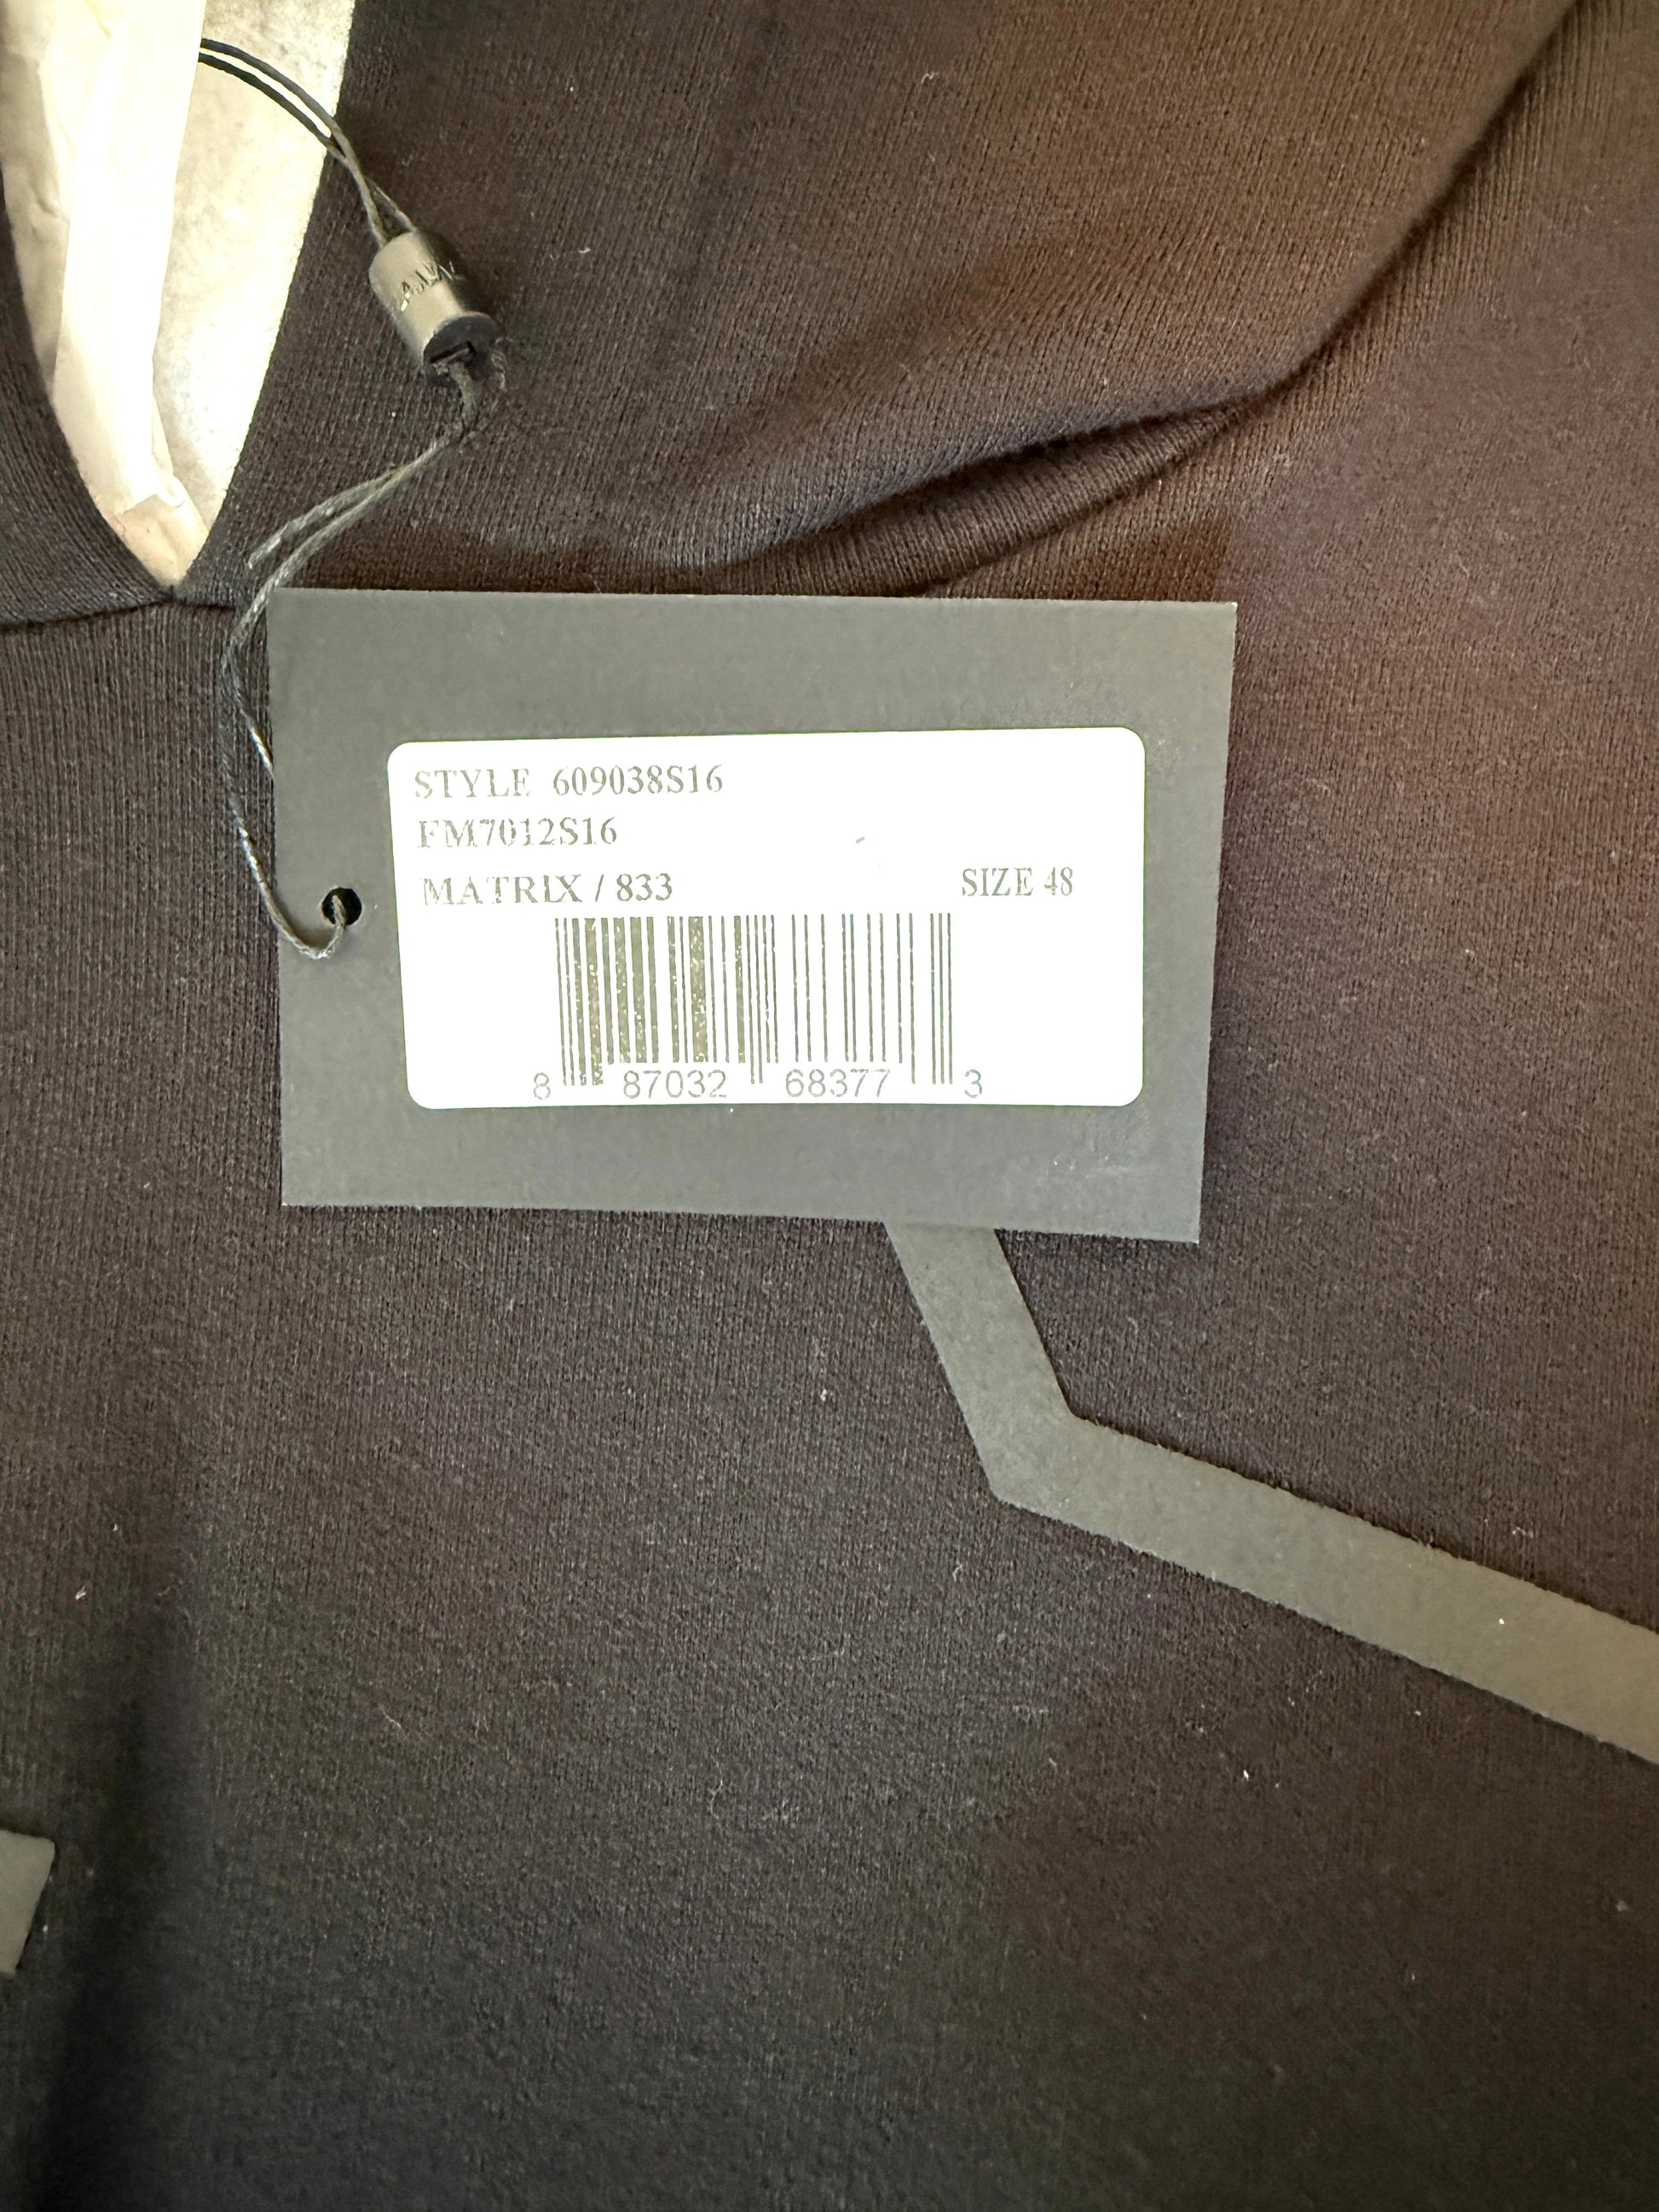 STYLE 609038S16
FM7012S16
MATRIX / 833 SIZE 48
8 87032 68377 3